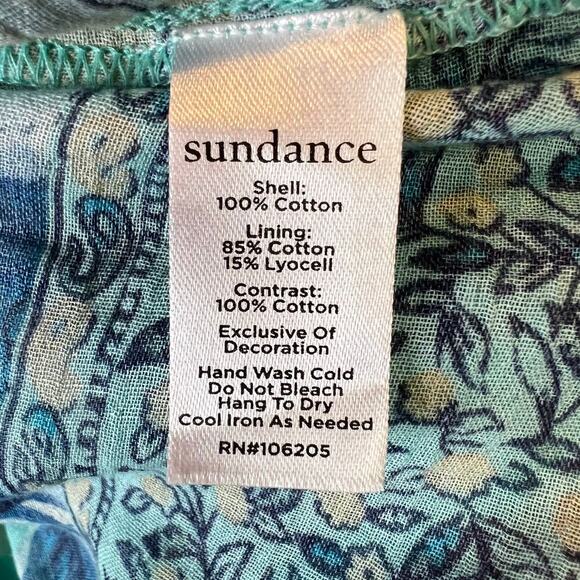 sundance
Shell:
100% Cotton
Lining:
85% Cotton
15% Lyocell
Contrast:
100% Cotton
Exclusive Of
Decoration
Hand Wash Cold
Do Not Bleach
Hang To Dry
Cool Iron As Needed
RN#106205